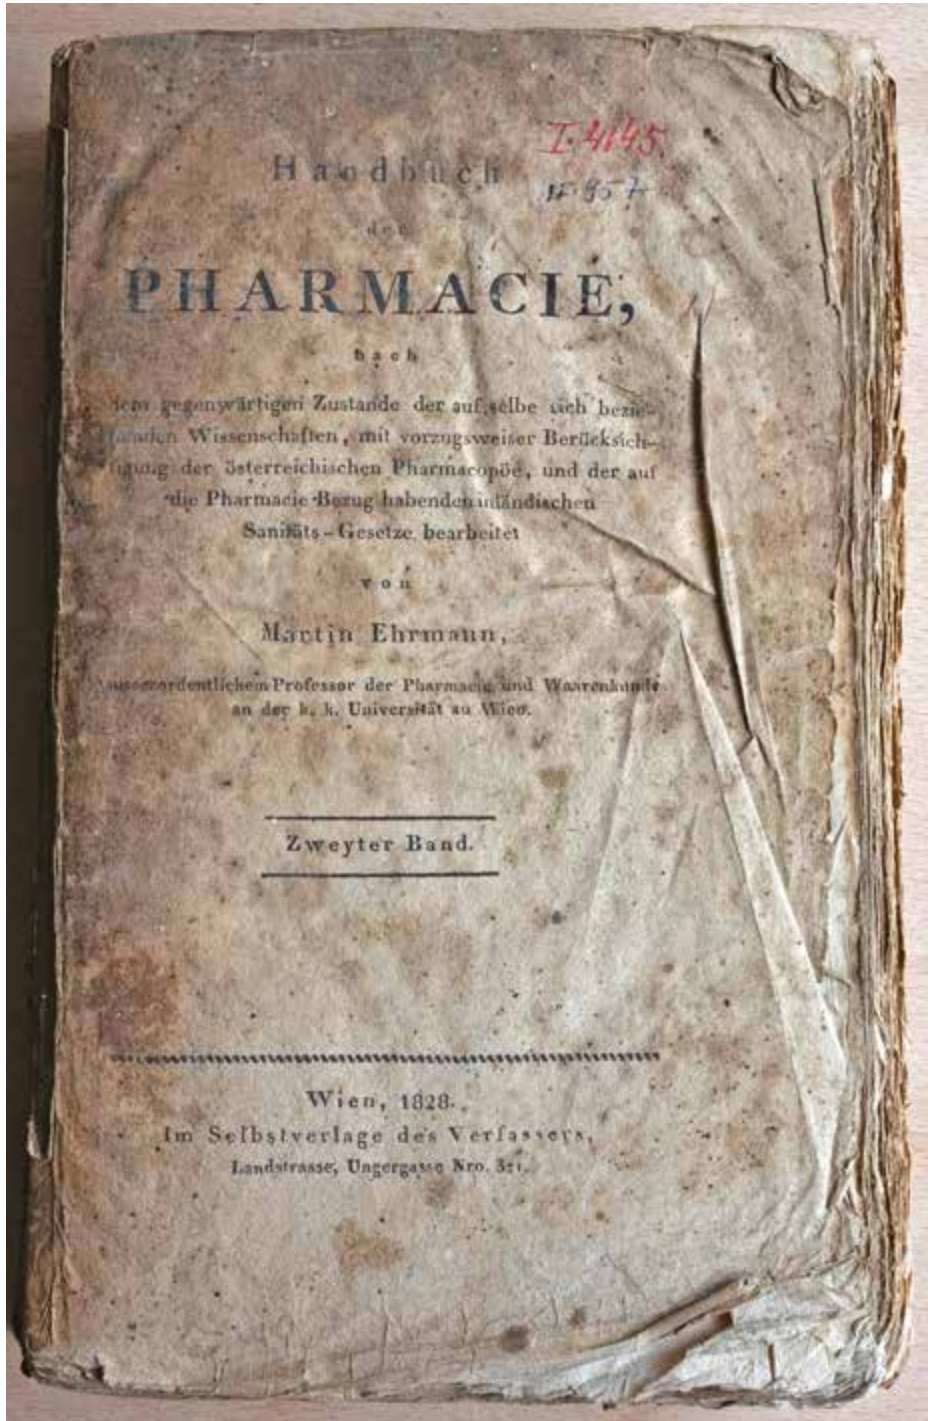 I. 4145.
Handbuch
II 957
der
PHARMACIE,
nach
dem gegenwärtigen Zustande der auf selbe sich bezie-
henden Wissenschaften, mit vorzugsweiser Berücksich-
tigung der österreichischen Pharmacopöe, und der auf
die Pharmacie Bezug habenden inländischen
Sanitäts-Gesetze bearbeitet
von
Martin Ehrmann,
ausserordentlichem Professor der Pharmacie und Waarenkunde
an der k. k. Universität zu Wien.
Zweyter Band.
Wien, 1828.
Im Selbstverlage des Verfassers,
Landstrasse, Ungergasse Nro. 321.